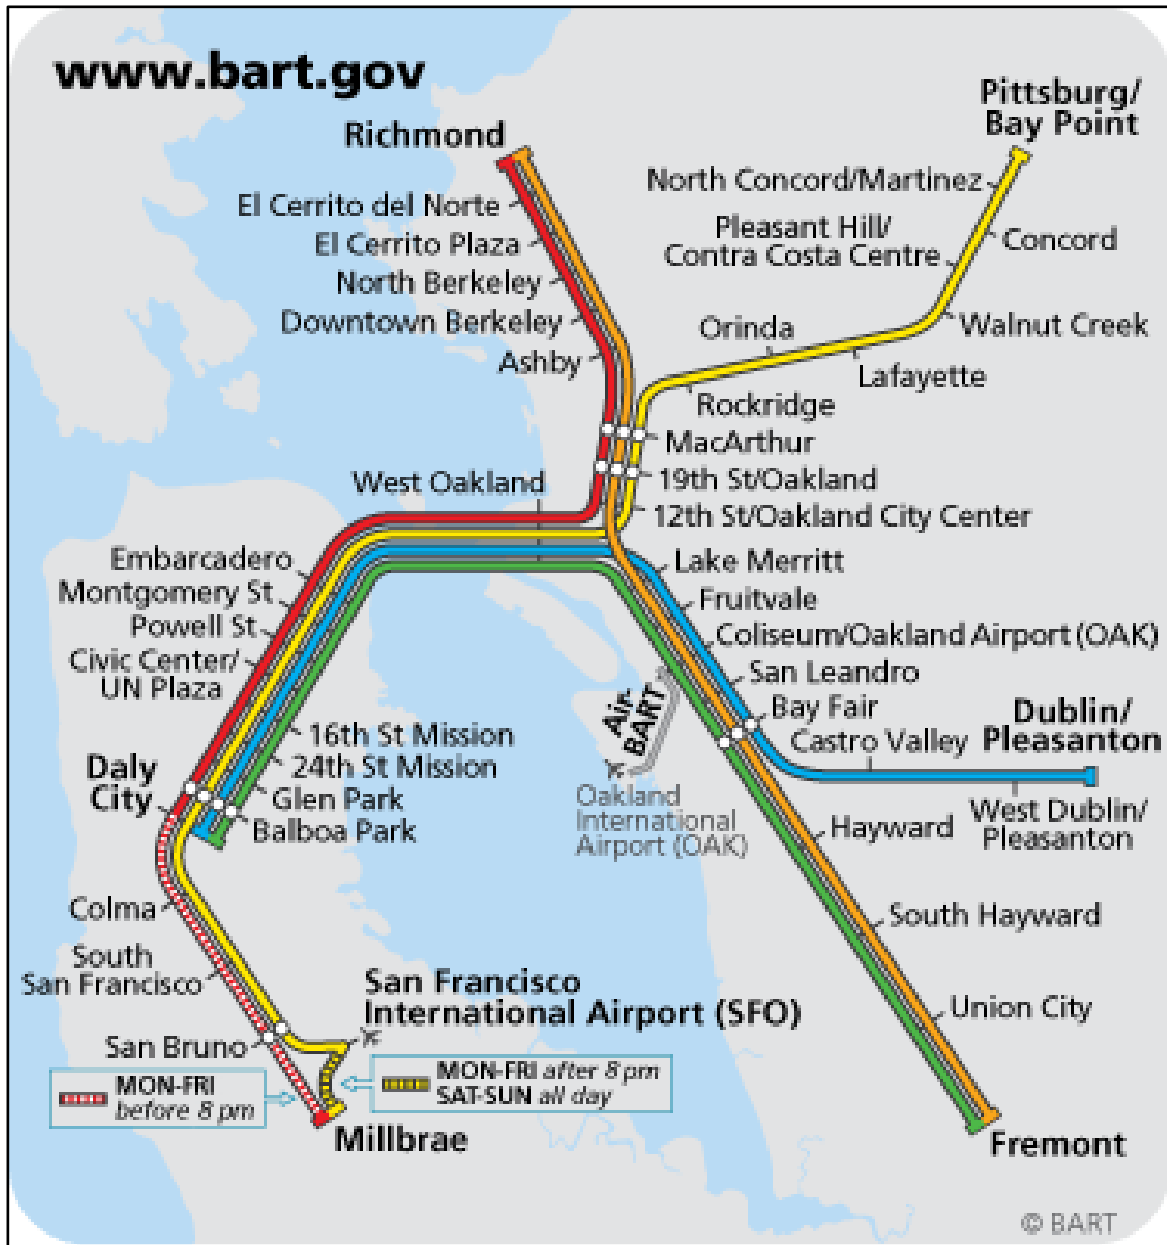 www.bart.gov
Richmond
El Cerrito del Norte
El Cerrito Plaza
North Berkeley
Downtown Berkeley
Ashby
Pittsburg/
Bay Point
North Concord/Martinez
Concord
Pleasant Hill/
Contra Costa Centre
Walnut Creek
Orinda
Lafayette
Rockridge
MacArthur
19th St/Oakland
12th St/Oakland City Center
West Oakland
Embarcadero
Montgomery St
Powell St
Civic Center/
UN Plaza
16th St Mission
24th St Mission
Glen Park
Balboa Park
Daly
City
Colma
South
San Francisco
San Bruno
San Francisco
International Airport (SFO)
MON-FRI
before 8 pm
MON-FRI after 8 pm
SAT-SUN all day
Millbrae
Lake Merritt
Fruitvale
Coliseum/Oakland Airport (OAK)
San Leandro
Bay Fair
Air-
BART
Oakland
International
Airport (OAK)
Castro Valley
Dublin/
Pleasanton
West Dublin/
Pleasanton
Hayward
South Hayward
Union City
Fremont
© BART